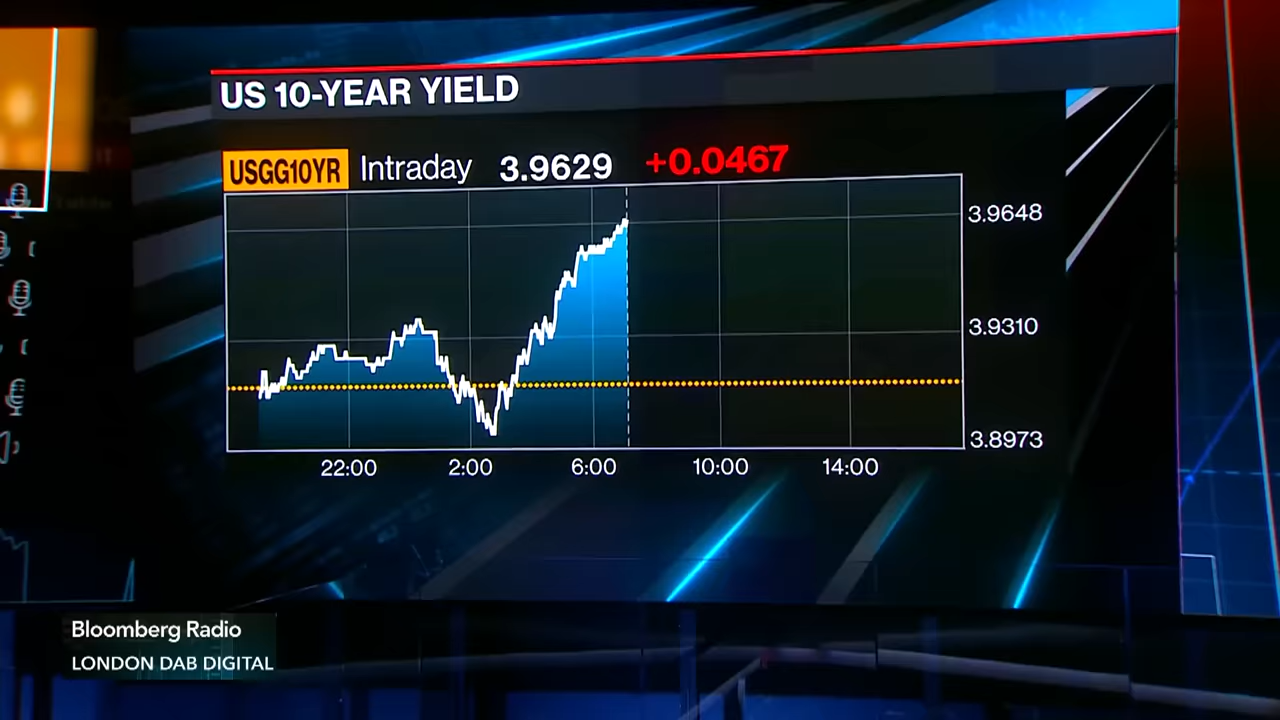 US 10-YEAR YIELD
USGG10YR Intraday 3.9629 +0.0467
3.9648
3.9310
3.8973
22:00 2:00 6:00 10:00 14:00
Bloomberg Radio
LONDON DAB DIGITAL